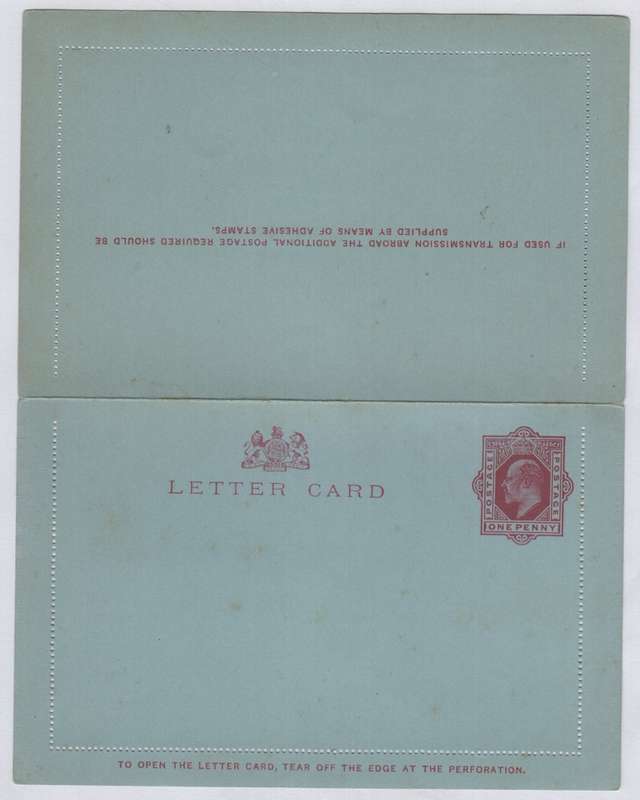 IF USED FOR TRANSMISSION ABROAD THE ADDITIONAL POSTAGE REQUIRED SHOULD BE
SUPPLIED BY MEANS OF ADHESIVE STAMPS.
LETTER CARD
POSTAGE
POSTAGE
ONE PENNY
TO OPEN THE LETTER CARD, TEAR OFF THE EDGE AT THE PERFORATION.